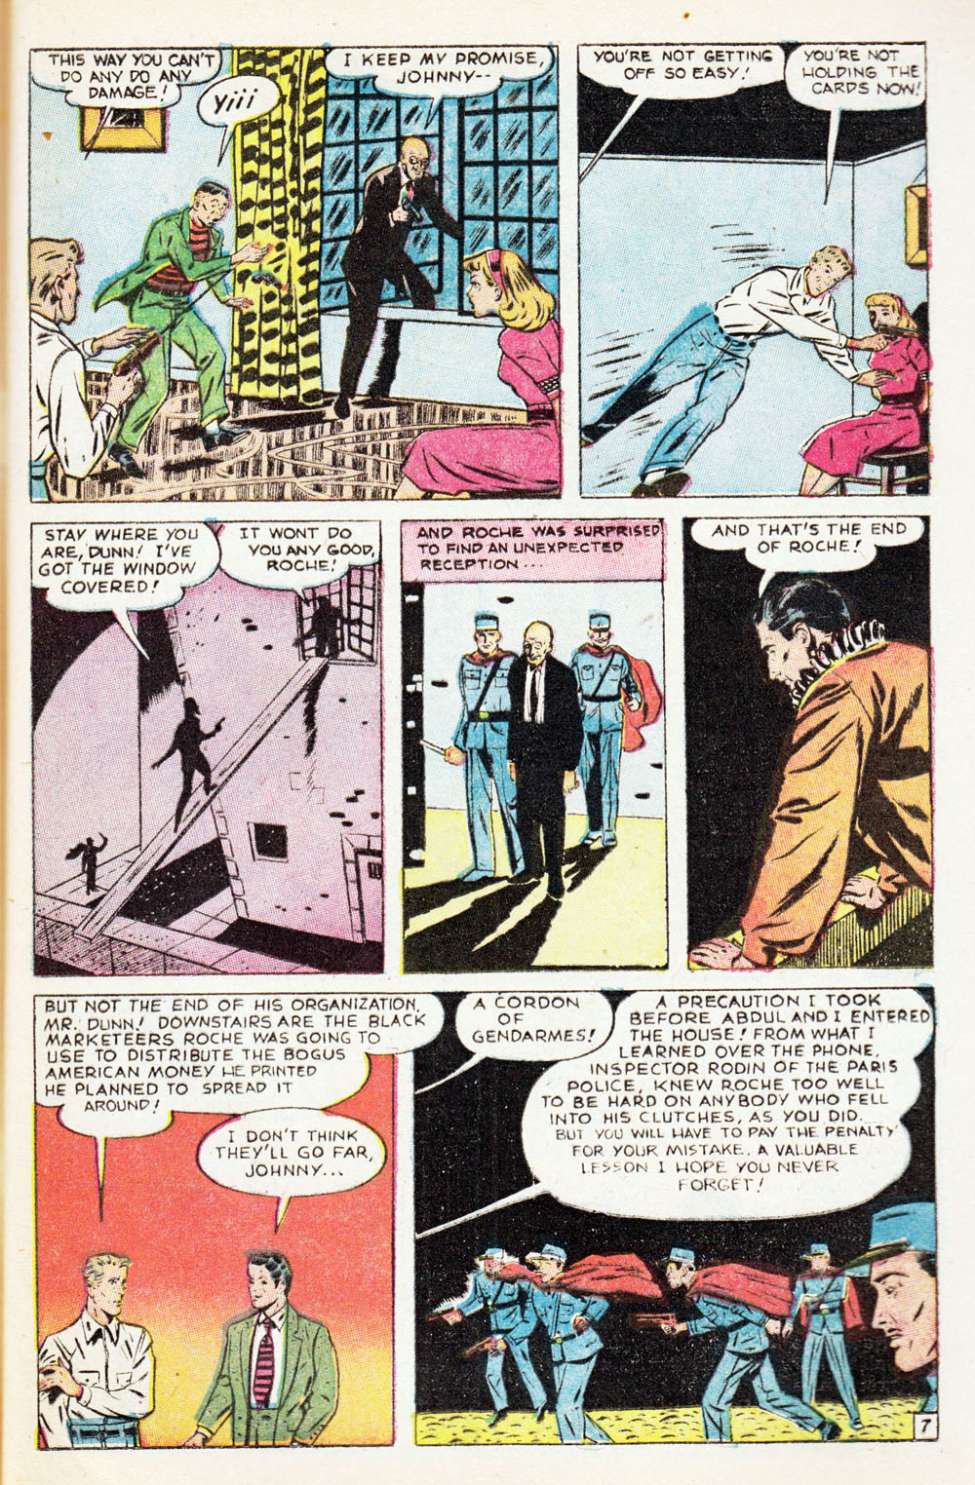 THIS WAY YOU CAN'T
DO ANY DO ANY
DAMAGE!
Yiii
I KEEP MY PROMISE,
JOHNNY--
YOU'RE NOT GETTING
OFF SO EASY!
YOU'RE NOT
HOLDING THE
CARDS NOW!
STAY WHERE YOU
ARE, DUNN! I'VE
GOT THE WINDOW
COVERED!
IT WONT DO
YOU ANY GOOD,
ROCHE!
AND ROCHE WAS SURPRISED
TO FIND AN UNEXPECTED
RECEPTION...
AND THAT'S THE END
OF ROCHE!
BUT NOT THE END OF HIS ORGANIZATION,
MR. DUNN! DOWNSTAIRS ARE THE BLACK
MARKETEERS ROCHE WAS GOING TO
USE TO DISTRIBUTE THE BOGUS
AMERICAN MONEY HE PRINTED
HE PLANNED TO SPREAD IT
AROUND!
I DON'T THINK
THEY'LL GO FAR,
JOHNNY...
A CORDON
OF
GENDARMES!
A PRECAUTION I TOOK
BEFORE ABDUL AND I ENTERED
THE HOUSE! FROM WHAT I
LEARNED OVER THE PHONE,
INSPECTOR RODIN OF THE PARIS
POLICE, KNEW ROCHE TOO WELL
TO BE HARD ON ANYBODY WHO FELL
INTO HIS CLUTCHES, AS YOU DID.
BUT YOU WILL HAVE TO PAY THE PENALTY
FOR YOUR MISTAKE. A VALUABLE
LESSON I HOPE YOU NEVER
FORGET!
7